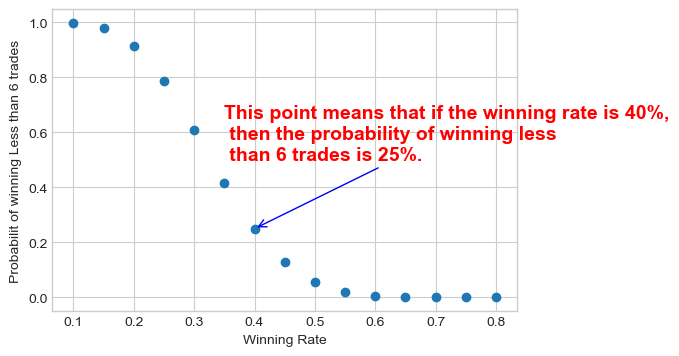 1.0
0.8
0.6
0.4
0.2
0.0
Probabilit of winning Less than 6 trades
This point means that if the winning rate is 40%,
then the probability of winning less
than 6 trades is 25%.
0.1 0.2 0.3 0.4 0.5 0.6 0.7 0.8
Winning Rate